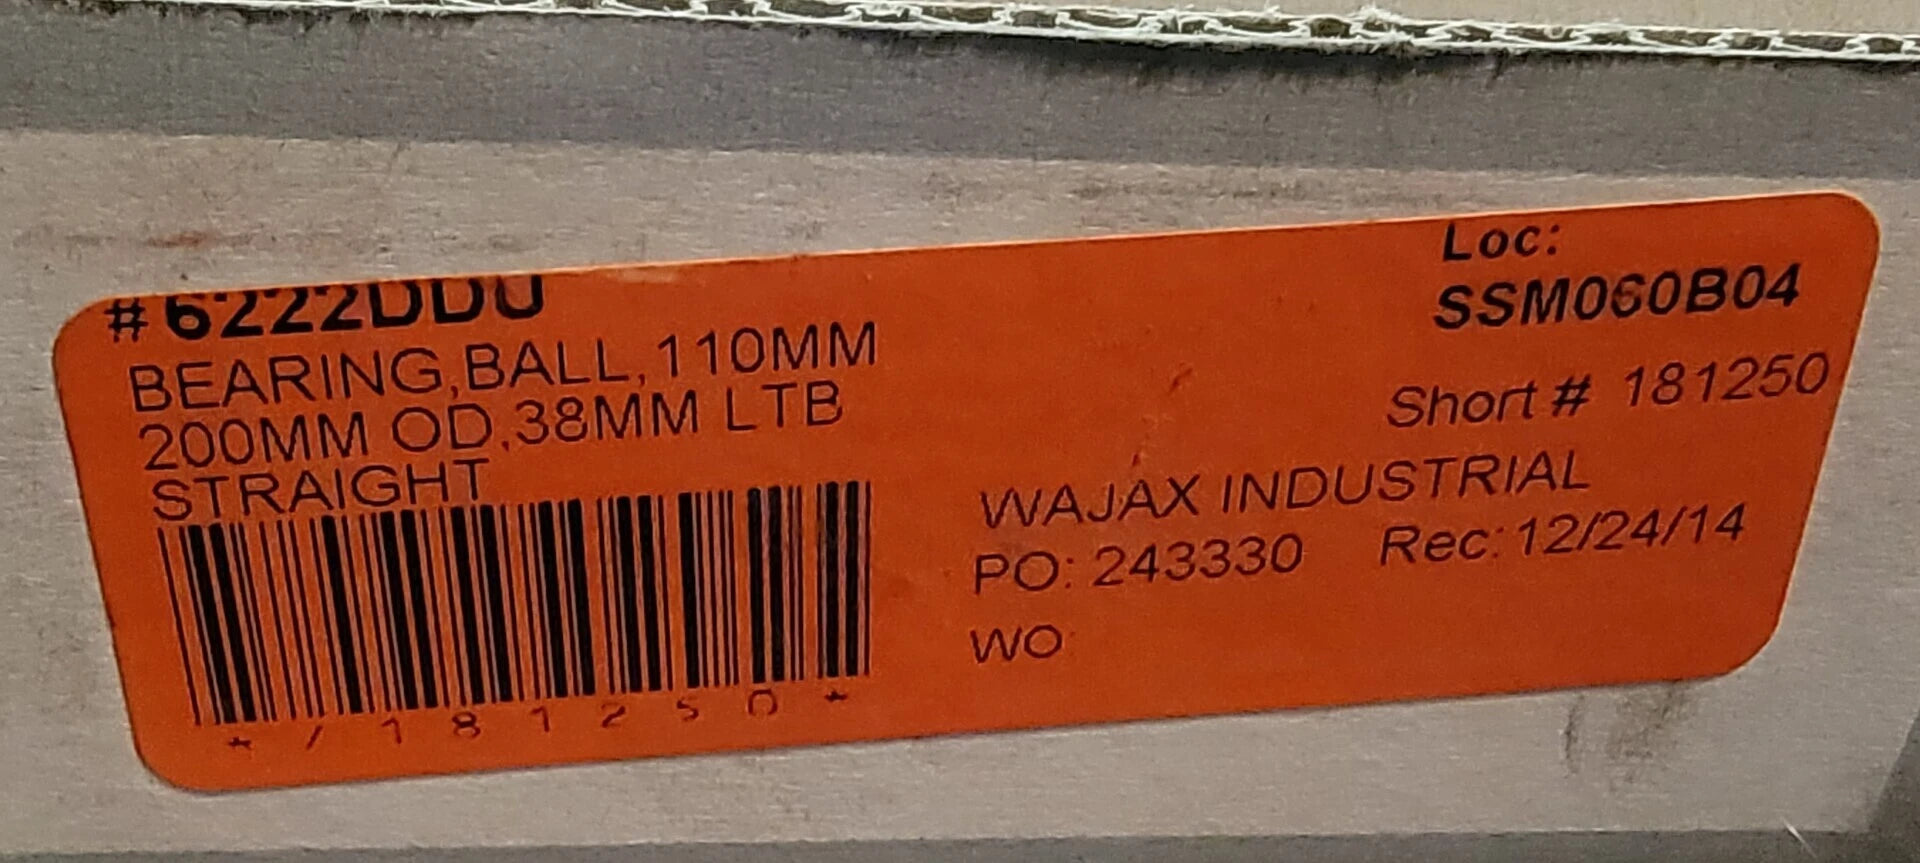 #6222DDU
BEARING,BALL,110MM
200MM OD,38MM LTB
STRAIGHT
*/181250*
Loc:
SSM060B04
Short # 181250
WAJAX INDUSTRIAL
PO: 243330 Rec: 12/24/14
WO